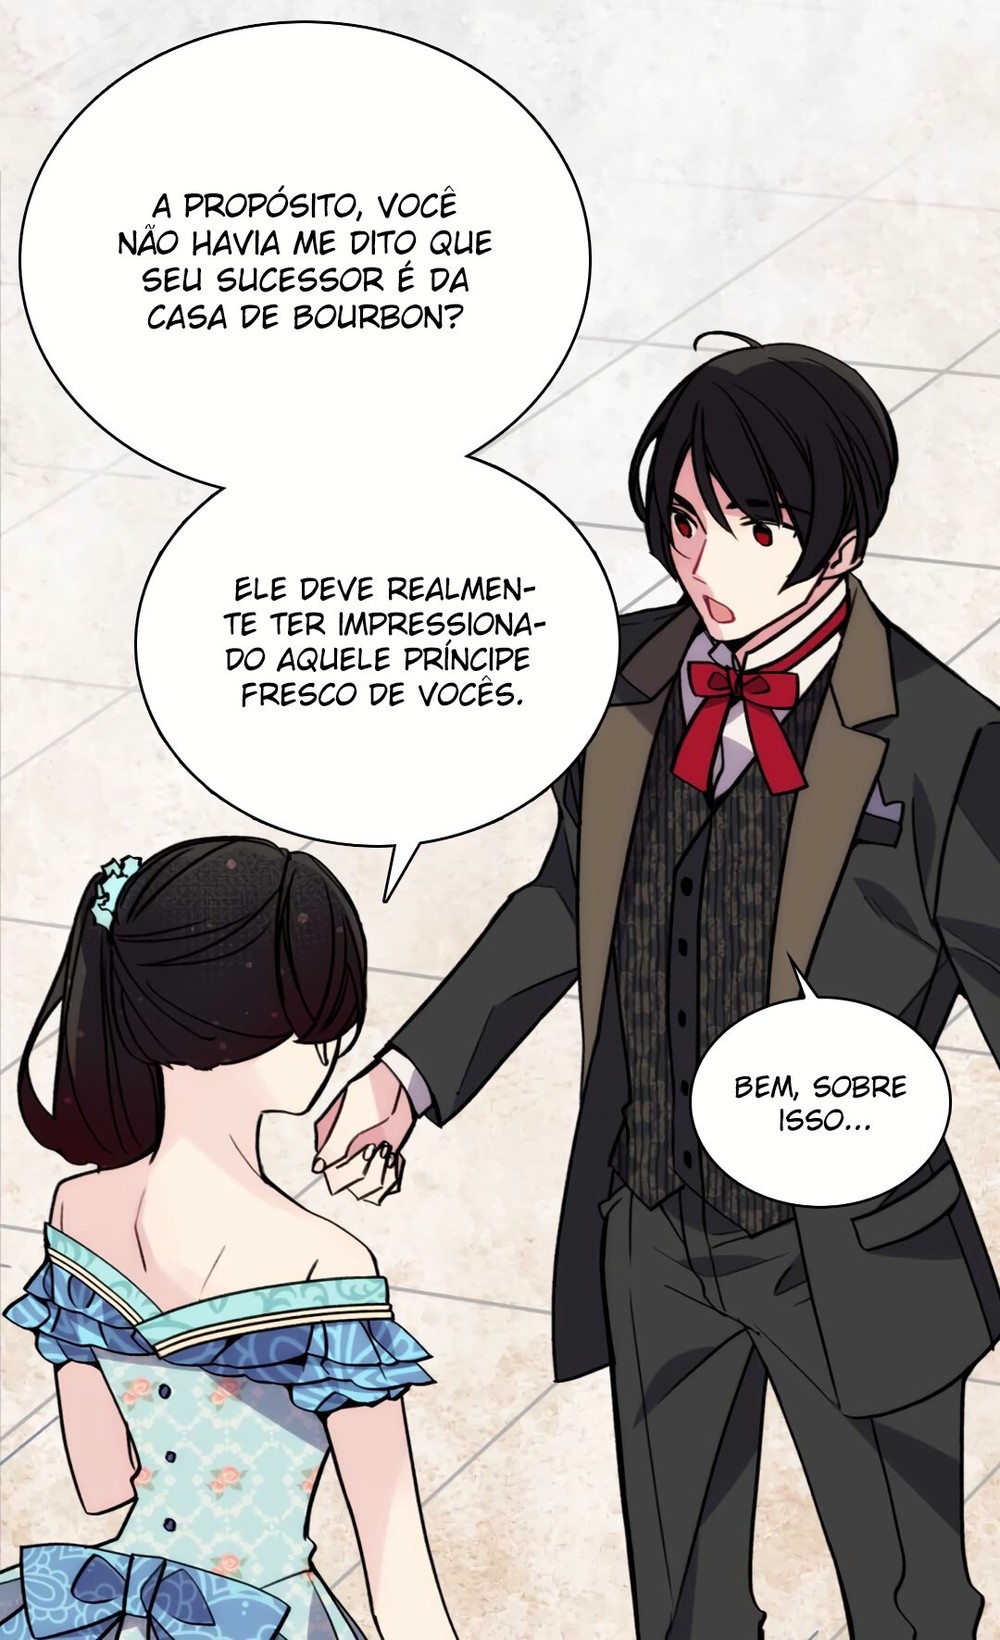 A PROPÓSITO, VOCÊ
NÃO HAVIA ME DITO QUE
SEU SUCESSOR É DA
CASA DE BOURBON?
ELE DEVE REALMEN-
TE TER IMPRESSIONA-
DO AQUELE PRÍNCIPE
FRESCO DE VOCÊS.
BEM, SOBRE
ISSO...